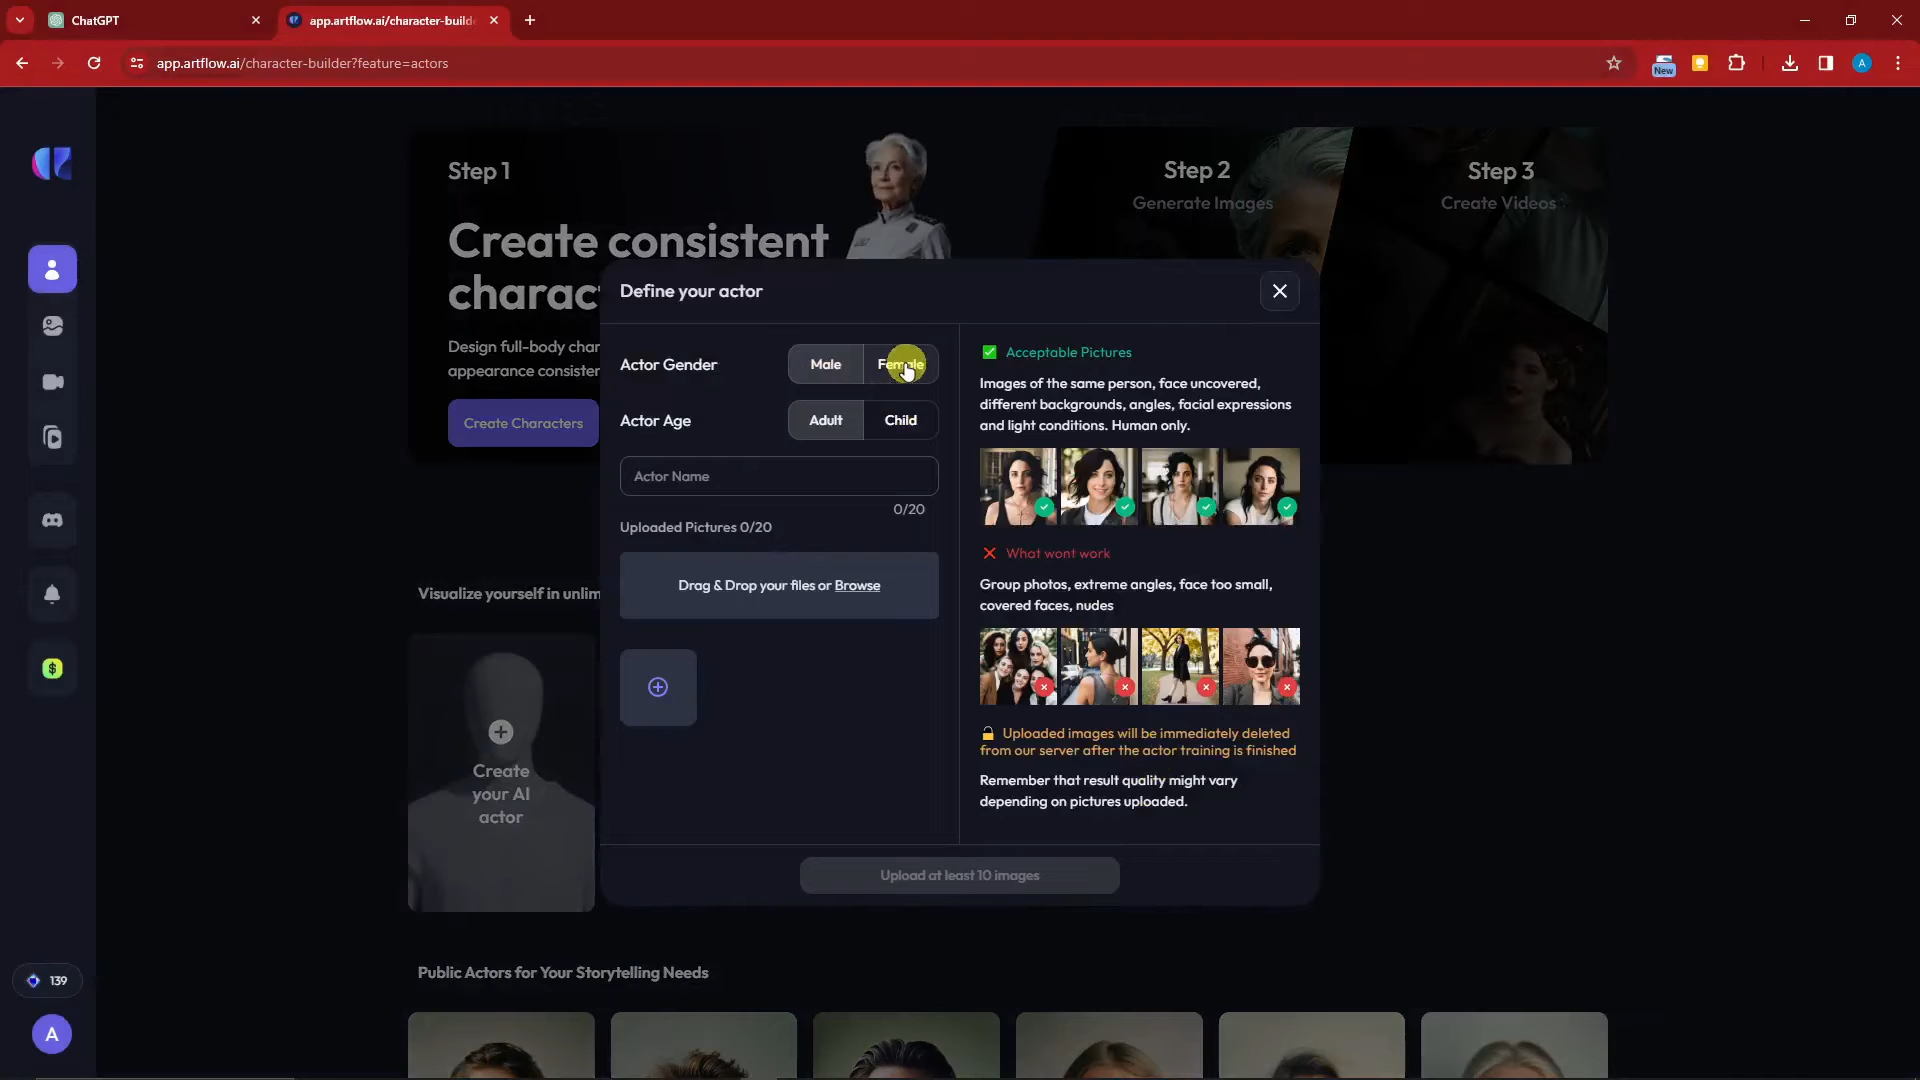 ChatGPT
app.artflow.ai/character-builde
app.artflow.ai/character-builder?feature=actors
New
A
Step 1
Create consistent
charac
Design full-body char
appearance consisten
Create Characters
Step 2
Generate Images
Step 3
Create Videos
Define your actor
Actor Gender
Male
Female
Actor Age
Adult
Child
Actor Name
0/20
Uploaded Pictures 0/20
Drag & Drop your files or Browse
Acceptable Pictures
Images of the same person, face uncovered,
different backgrounds, angles, facial expressions
and light conditions. Human only.
What wont work
Group photos, extreme angles, face too small,
covered faces, nudes
Uploaded images will be immediately deleted
from our server after the actor training is finished
Remember that result quality might vary
depending on pictures uploaded.
Upload at least 10 images
Visualize yourself in unlim
Create
your AI
actor
Public Actors for Your Storytelling Needs
139
A